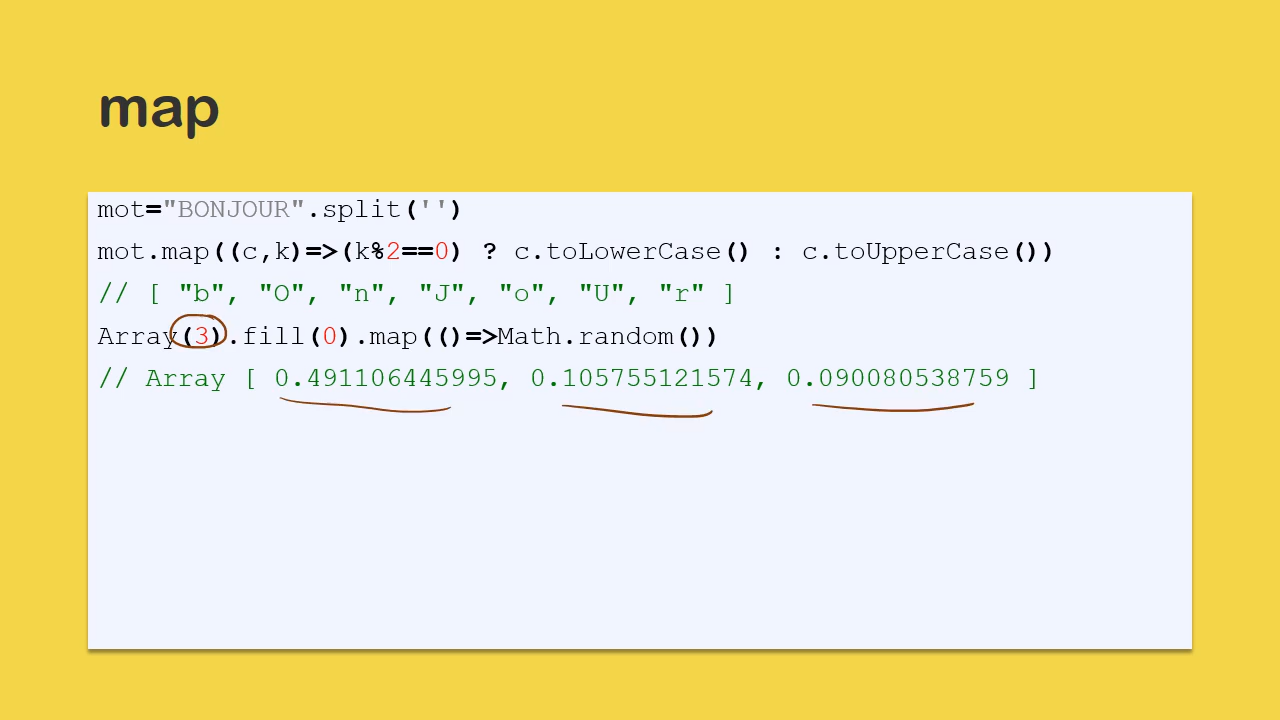 map
mot="BONJOUR".split('')
mot.map((c,k)=>(k%2==0) ? c.toLowerCase() : c.toUpperCase())
// [ "b", "O", "n", "J", "o", "U", "r" ]
Array(3).fill(0).map(()=>Math.random())
// Array [ 0.491106445995, 0.105755121574, 0.090080538759 ]